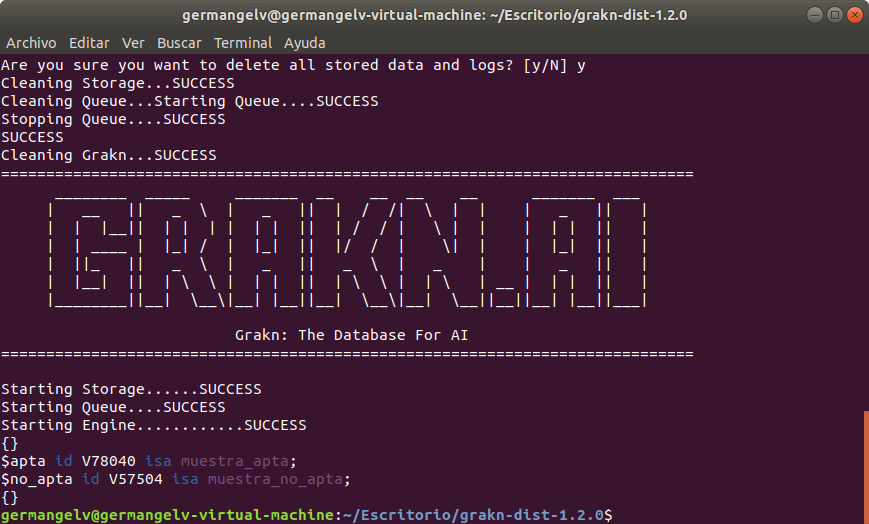 germangelv@germangelv-virtual-machine: ~/Escritorio/grakn-dist-1.2.0
Archivo Editar Ver Buscar Terminal Ayuda
Are you sure you want to delete all stored data and logs? [y/N] y
Cleaning Storage...SUCCESS
Cleaning Queue...Starting Queue....SUCCESS
Stopping Queue....SUCCESS
SUCCESS
Cleaning Grakn...SUCCESS
=============================================================================
GRAKN.AI
Grakn: The Database For AI
=============================================================================
Starting Storage......SUCCESS
Starting Queue....SUCCESS
Starting Engine............SUCCESS
{}
$apta id V78040 isa muestra_apta;
$no_apta id V57504 isa muestra_no_apta;
{}
germangelv@germangelv-virtual-machine:~/Escritorio/grakn-dist-1.2.0$